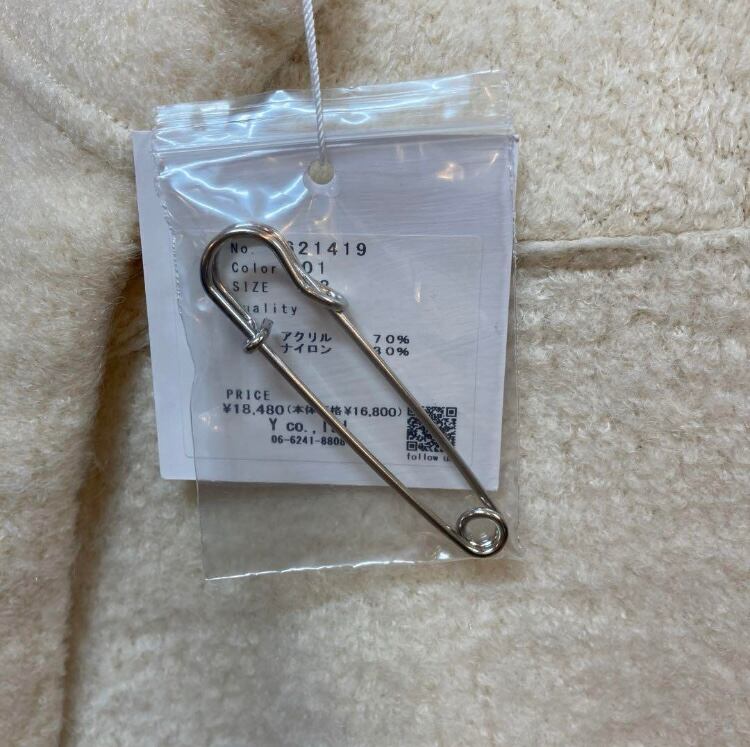 No. 621419
Color 01
SIZE
uality
アクリル 70%
ナイロン 30%
PRICE
¥18,480(本体価格¥16,800)
Y co.,ltd
06-6241-8808
follow u